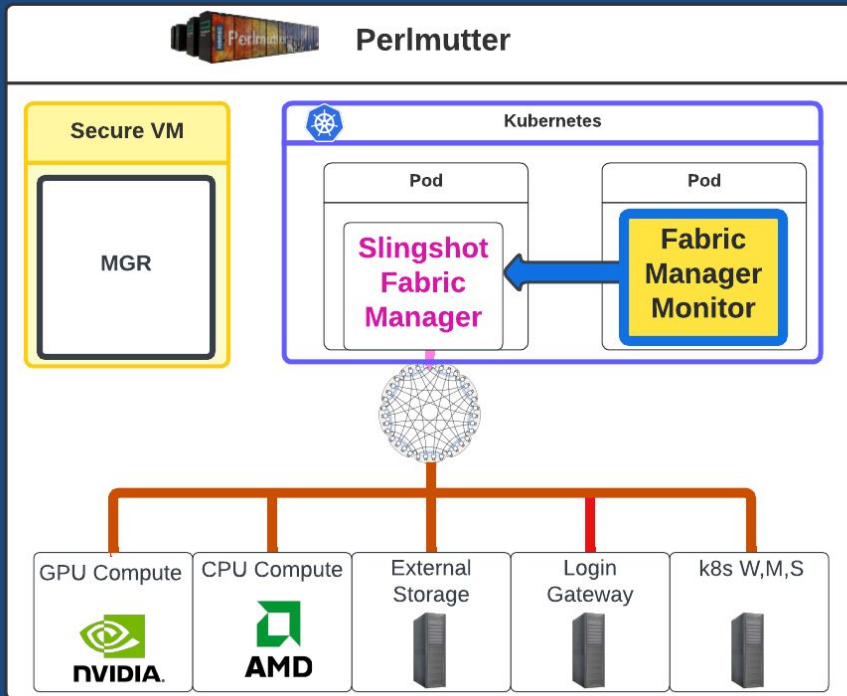 Perlmutter
Perlmutter
Secure VM
MGR
Kubernetes
Pod
Slingshot
Fabric
Manager
Pod
Fabric
Manager
Monitor
GPU Compute
NVIDIA.
CPU Compute
AMD
External
Storage
Login
Gateway
k8s W,M,S